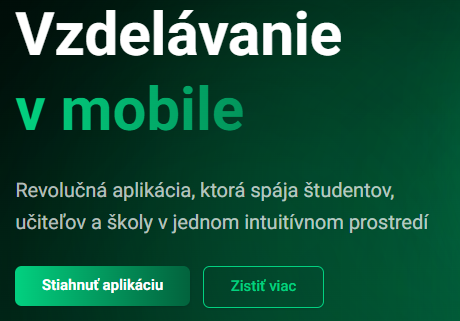 Vzdelávanie
v mobile
Revolučná aplikácia, ktorá spája študentov,
učiteľov a školy v jednom intuitívnom prostredí
Stiahnuť aplikáciu
Zistiť viac